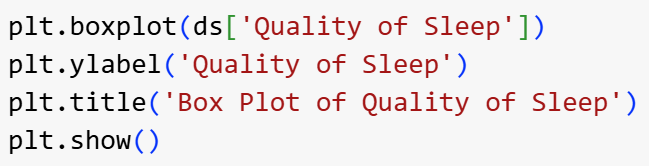 plt.boxplot(ds['Quality of Sleep'])
plt.ylabel('Quality of Sleep')
plt.title('Box Plot of Quality of Sleep')
plt.show()